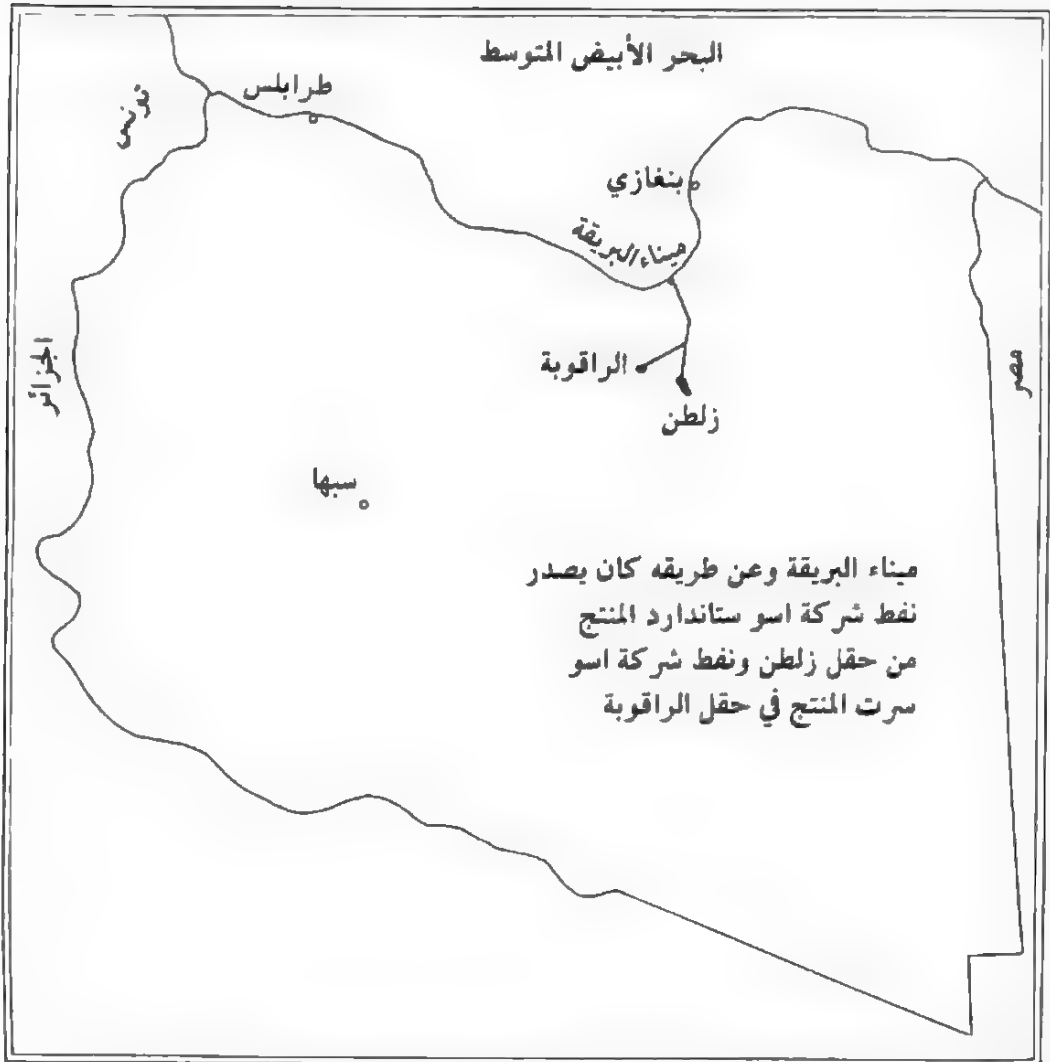 البحر الأبيض المتوسط
طرابلس
تونس
بنغازي
ميناء البريقة
الجزائر
مصر
الراقوبة
زلطن
سبها
ميناء البريقة وعن طريقه كان يصدر
نفط شركة اسو ستاندارد المنتج
من حقل زلطن ونفط شركة اسو
سرت المنتج في حقل الراقوبة